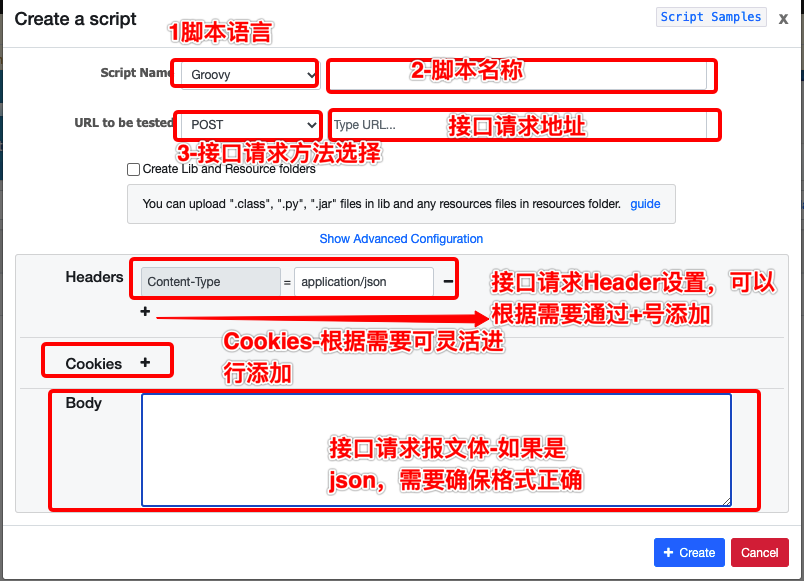 Create a script
Script Samples
x
1脚本语言
Script Name
Groovy
2-脚本名称
URL to be tested
POST
Type URL...
接口请求地址
3-接口请求方法选择
Create Lib and Resource folders
You can upload ".class", ".py", ".jar" files in lib and any resources files in resources folder. guide
Show Advanced Configuration
Headers
Content-Type
=
application/json
接口请求Header设置，可以
根据需要通过+号添加
Cookies-根据需要可灵活进
行添加
Cookies +
Body
接口请求报文体-如果是
json，需要确保格式正确
+ Create
Cancel